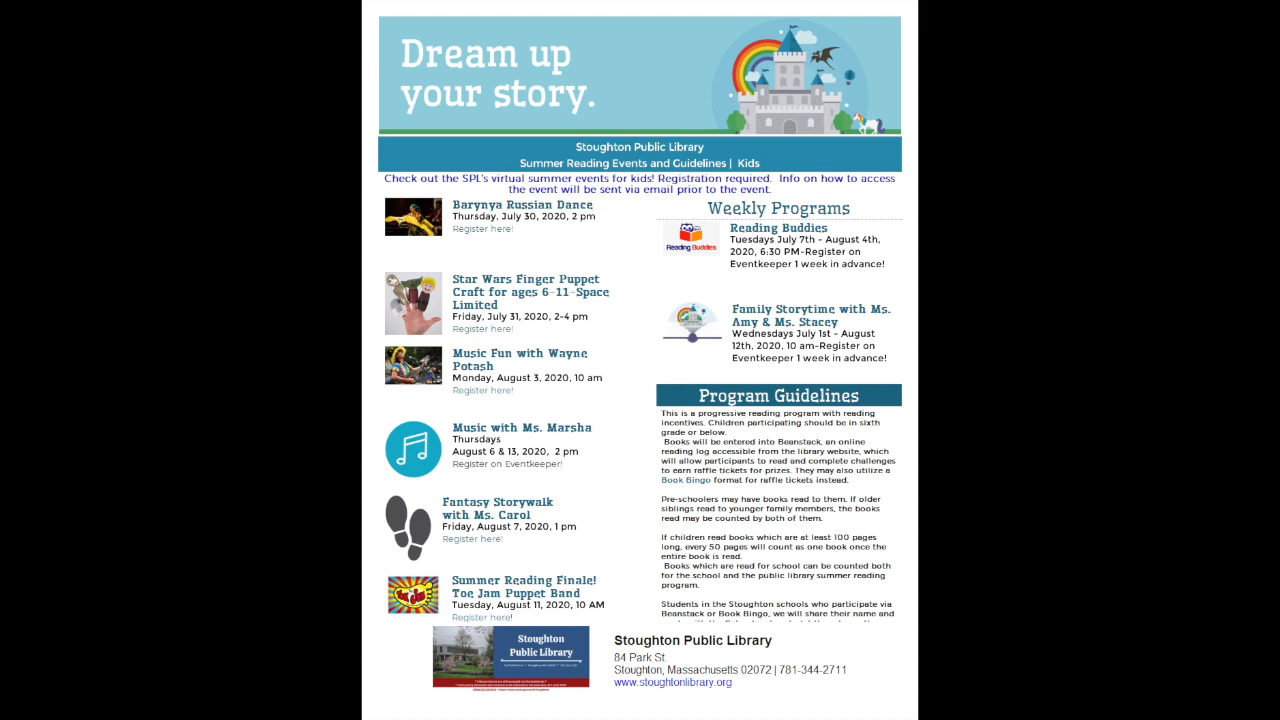 Dream up
your story.
Stoughton Public Library
Summer Reading Events and Guidelines | Kids
Check out the SPL's virtual summer events for kids! Registration required. Info on how to access
the event will be sent via email prior to the event.
Barynya Russian Dance
Thursday, July 30, 2020, 2 pm
Register here!
Star Wars Finger Puppet
Craft for ages 6-11-Space
Limited
Friday, July 31, 2020, 2-4 pm
Register here!
Music Fun with Wayne
Potash
Monday, August 3, 2020, 10 am
Register here!
Music with Ms. Marsha
Thursdays
August 6 & 13, 2020, 2 pm
Register on Eventkeeper!
Fantasy Storywalk
with Ms. Carol
Friday, August 7, 2020, 1 pm
Register here!
Summer Reading Finale!
Toe Jam Puppet Band
Tuesday, August 11, 2020, 10 AM
Register here!
Weekly Programs
Reading Buddies
Reading Buddies
Tuesdays July 7th - August 4th,
2020, 6:30 PM-Register on
Eventkeeper 1 week in advance!
Family Storytime with Ms.
Amy & Ms. Stacey
Wednesdays July 1st - August
12th, 2020, 10 am-Register on
Eventkeeper 1 week in advance!
Program Guidelines
This is a progressive reading program with reading
incentives. Children participating should be in sixth
grade or below.
Books will be entered into Beanstack, an online
reading log accessible from the library website, which
will allow participants to read and complete challenges
to earn raffle tickets for prizes. They may also utilize a
Book Bingo format for raffle tickets instead.
Pre-schoolers may have books read to them. If older
siblings read to younger family members, the books
read may be counted by both of them.
If children read books which are at least 100 pages
long, every 50 pages will count as one book once the
entire book is read.
Books which are read for school can be counted both
for the school and the public library summer reading
program.
Students in the Stoughton schools who participate via
Beanstack or Book Bingo, we will share their name and
Stoughton
Public Library
Stoughton Public Library
84 Park St.
Stoughton, Massachusetts 02072 | 781-344-2711
www.stoughtonlibrary.org